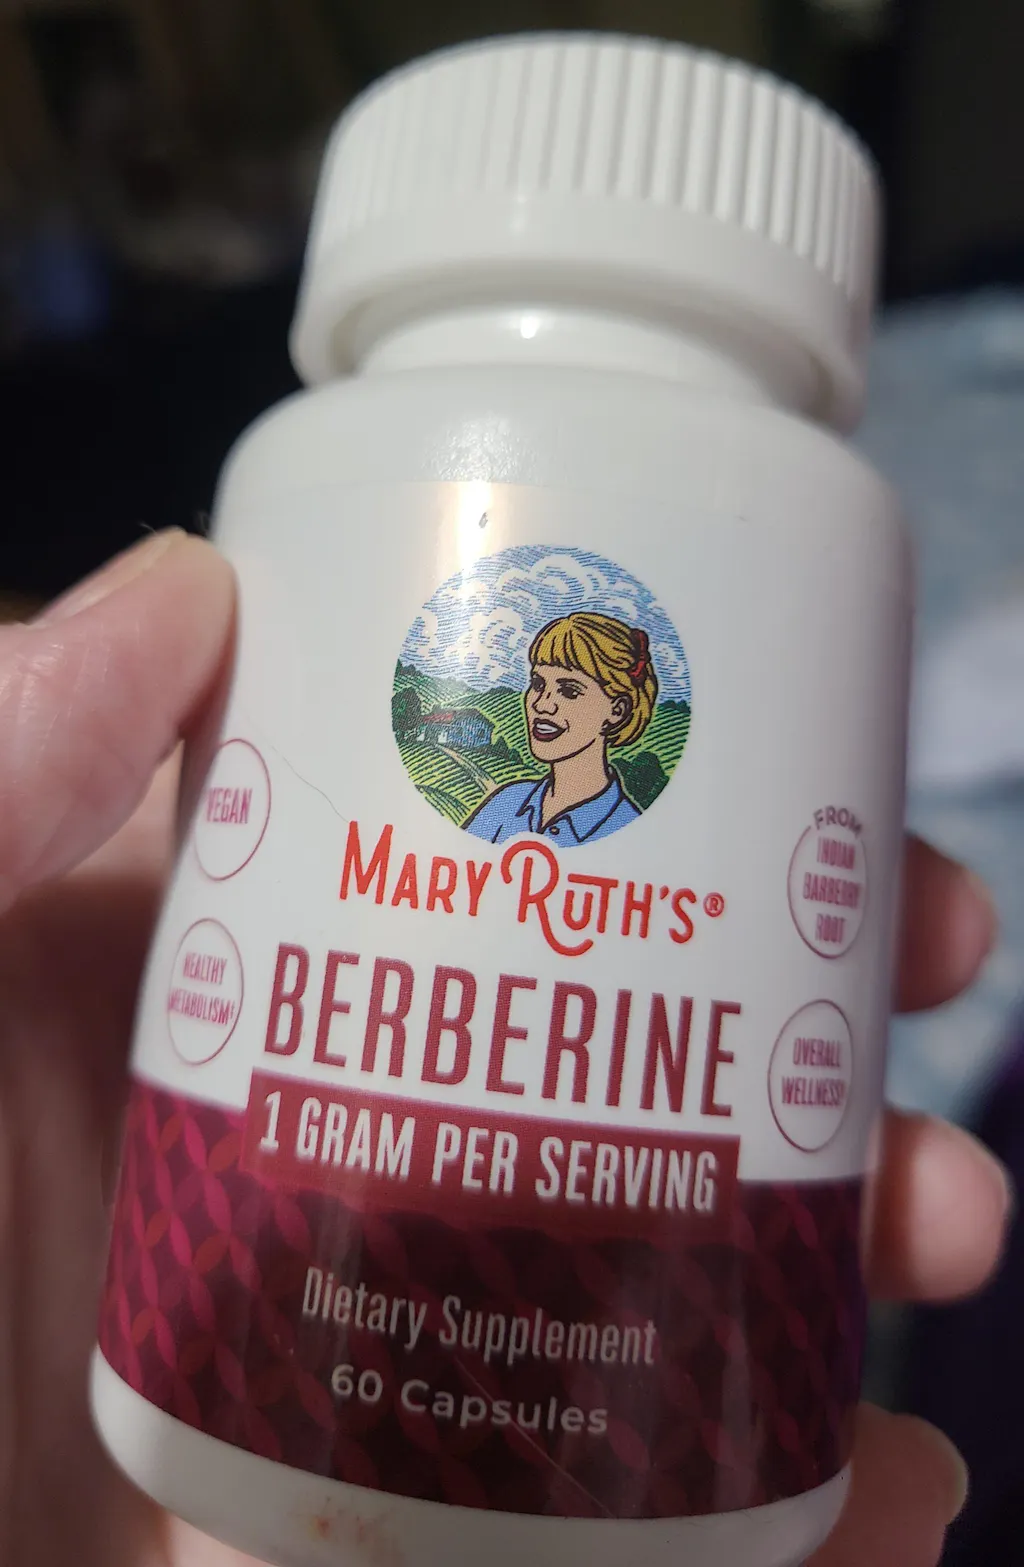 MARY RUTH'S®
BERBERINE
1 GRAM PER SERVING
Dietary Supplement
60 Capsules
VEGAN
HEALTHY
METABOLISM‡
FROM
INDIAN
BARBERRY
ROOT
OVERALL
WELLNESS‡